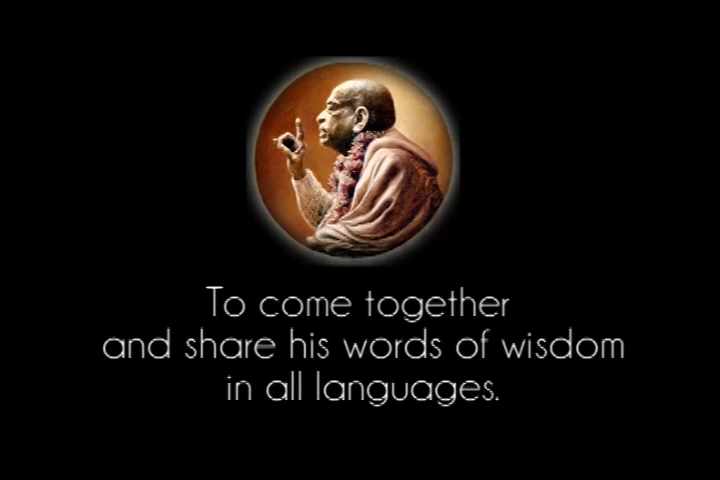 To come together
and share his words of wisdom
in all languages.